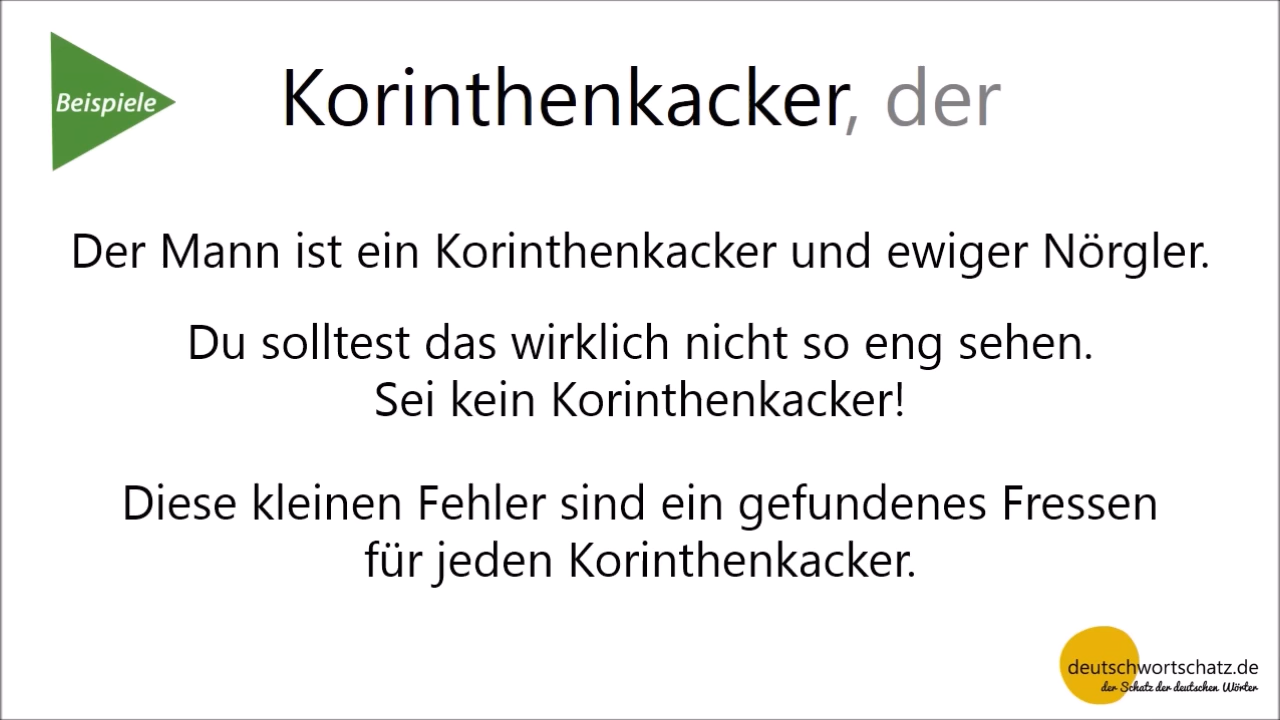 Beispiele
Korinthenkacker, der
Der Mann ist ein Korinthenkacker und ewiger Nörgler.
Du solltest das wirklich nicht so eng sehen.
Sei kein Korinthenkacker!
Diese kleinen Fehler sind ein gefundenes Fressen
für jeden Korinthenkacker.
deutschwortschatz.de
der Schatz der deutschen Wörter